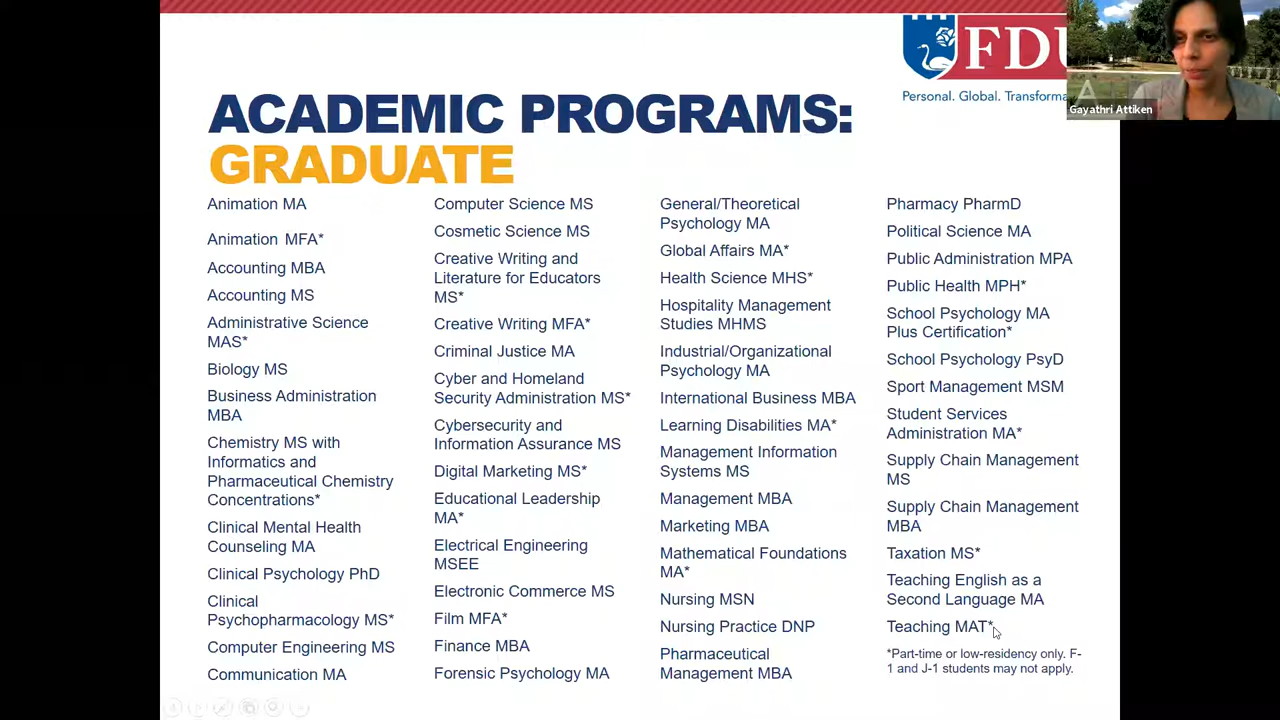 FDU
Personal. Global. Transforma
Gayathri Attiken
ACADEMIC PROGRAMS:
GRADUATE
Animation MA
Animation MFA*
Accounting MBA
Accounting MS
Administrative Science
MAS*
Biology MS
Business Administration
MBA
Chemistry MS with
Informatics and
Pharmaceutical Chemistry
Concentrations*
Clinical Mental Health
Counseling MA
Clinical Psychology PhD
Clinical
Psychopharmacology MS*
Computer Engineering MS
Communication MA
Computer Science MS
Cosmetic Science MS
Creative Writing and
Literature for Educators
MS*
Creative Writing MFA*
Criminal Justice MA
Cyber and Homeland
Security Administration MS*
Cybersecurity and
Information Assurance MS
Digital Marketing MS*
Educational Leadership
MA*
Electrical Engineering
MSEE
Electronic Commerce MS
Film MFA*
Finance MBA
Forensic Psychology MA
General/Theoretical
Psychology MA
Global Affairs MA*
Health Science MHS*
Hospitality Management
Studies MHMS
Industrial/Organizational
Psychology MA
International Business MBA
Learning Disabilities MA*
Management Information
Systems MS
Management MBA
Marketing MBA
Mathematical Foundations
MA*
Nursing MSN
Nursing Practice DNP
Pharmaceutical
Management MBA
Pharmacy PharmD
Political Science MA
Public Administration MPA
Public Health MPH*
School Psychology MA
Plus Certification*
School Psychology PsyD
Sport Management MSM
Student Services
Administration MA*
Supply Chain Management
MS
Supply Chain Management
MBA
Taxation MS*
Teaching English as a
Second Language MA
Teaching MAT*
*Part-time or low-residency only. F-
1 and J-1 students may not apply.